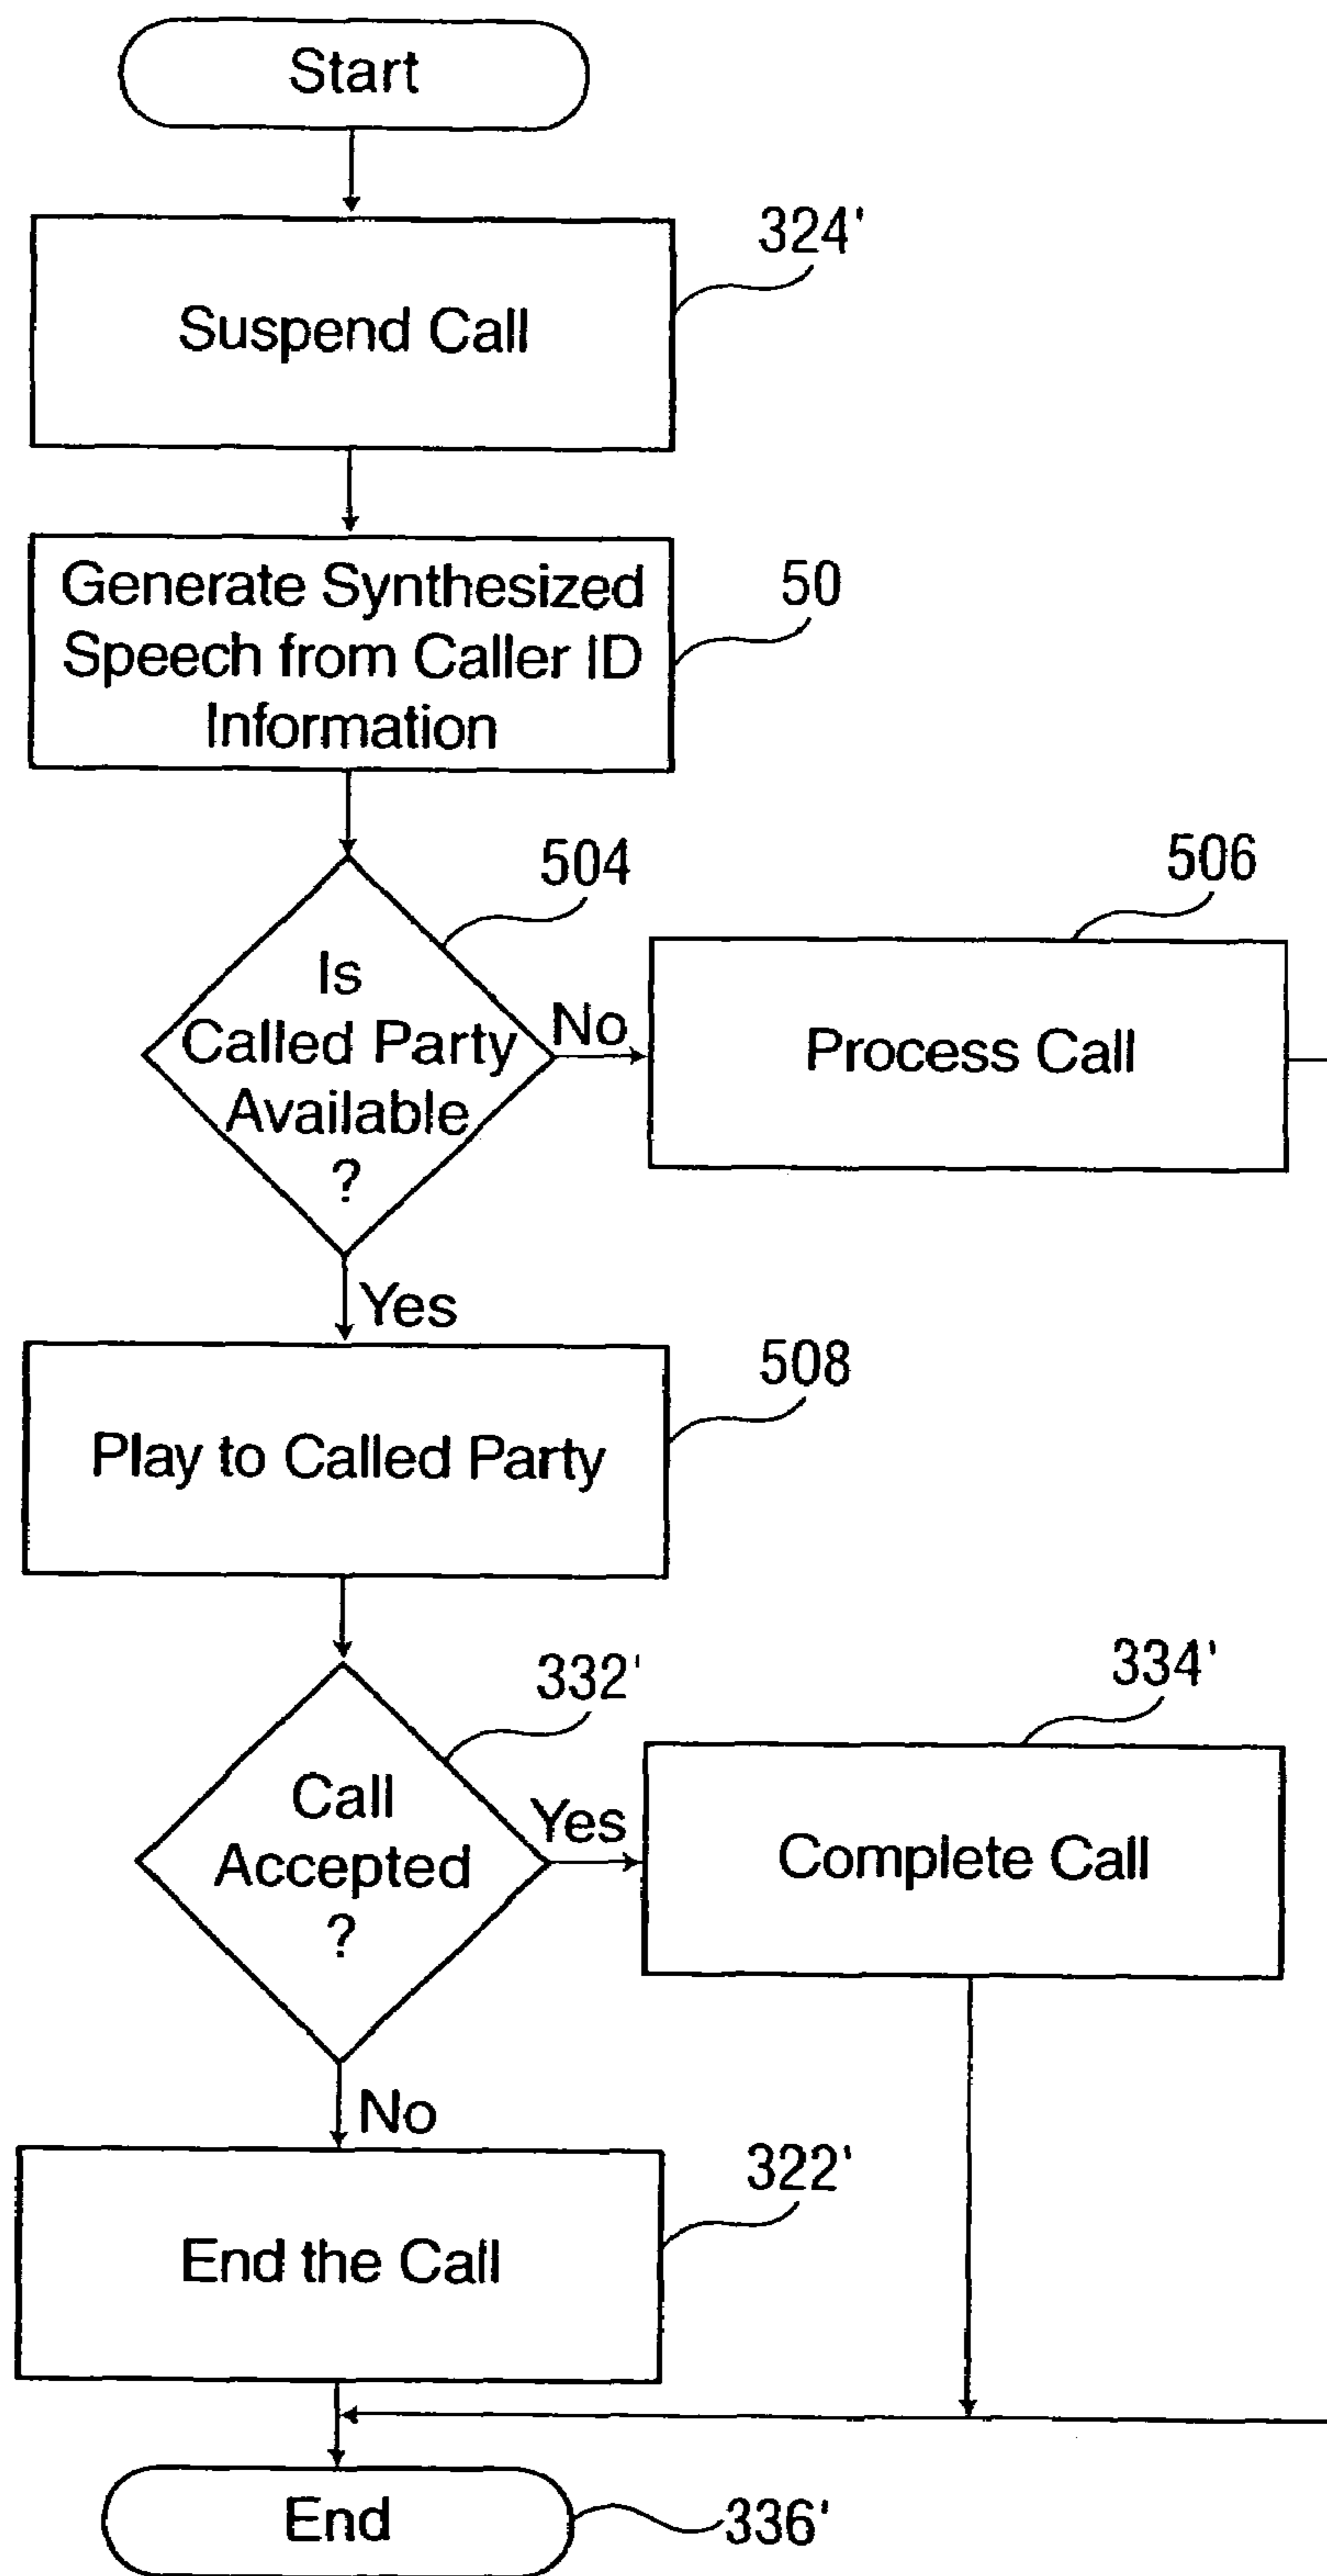 Start
324'
Suspend Call
Generate Synthesized
Speech from Caller ID
Information
50
504
Is
Called Party
Available
?
No
506
Process Call
Yes
508
Play to Called Party
332'
Call
Accepted
?
Yes
334'
Complete Call
No
322'
End the Call
End
336'